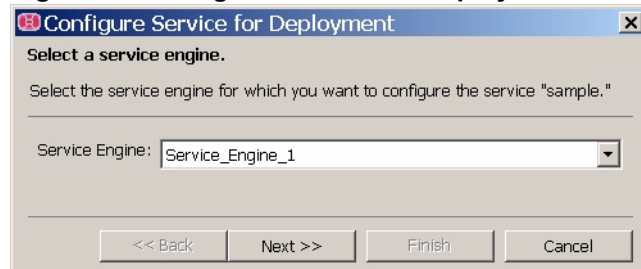 Configure Service for Deployment
Select a service engine.
Select the service engine for which you want to configure the service "sample."
Service Engine: Service_Engine_1
<< Back Next >> Finish Cancel